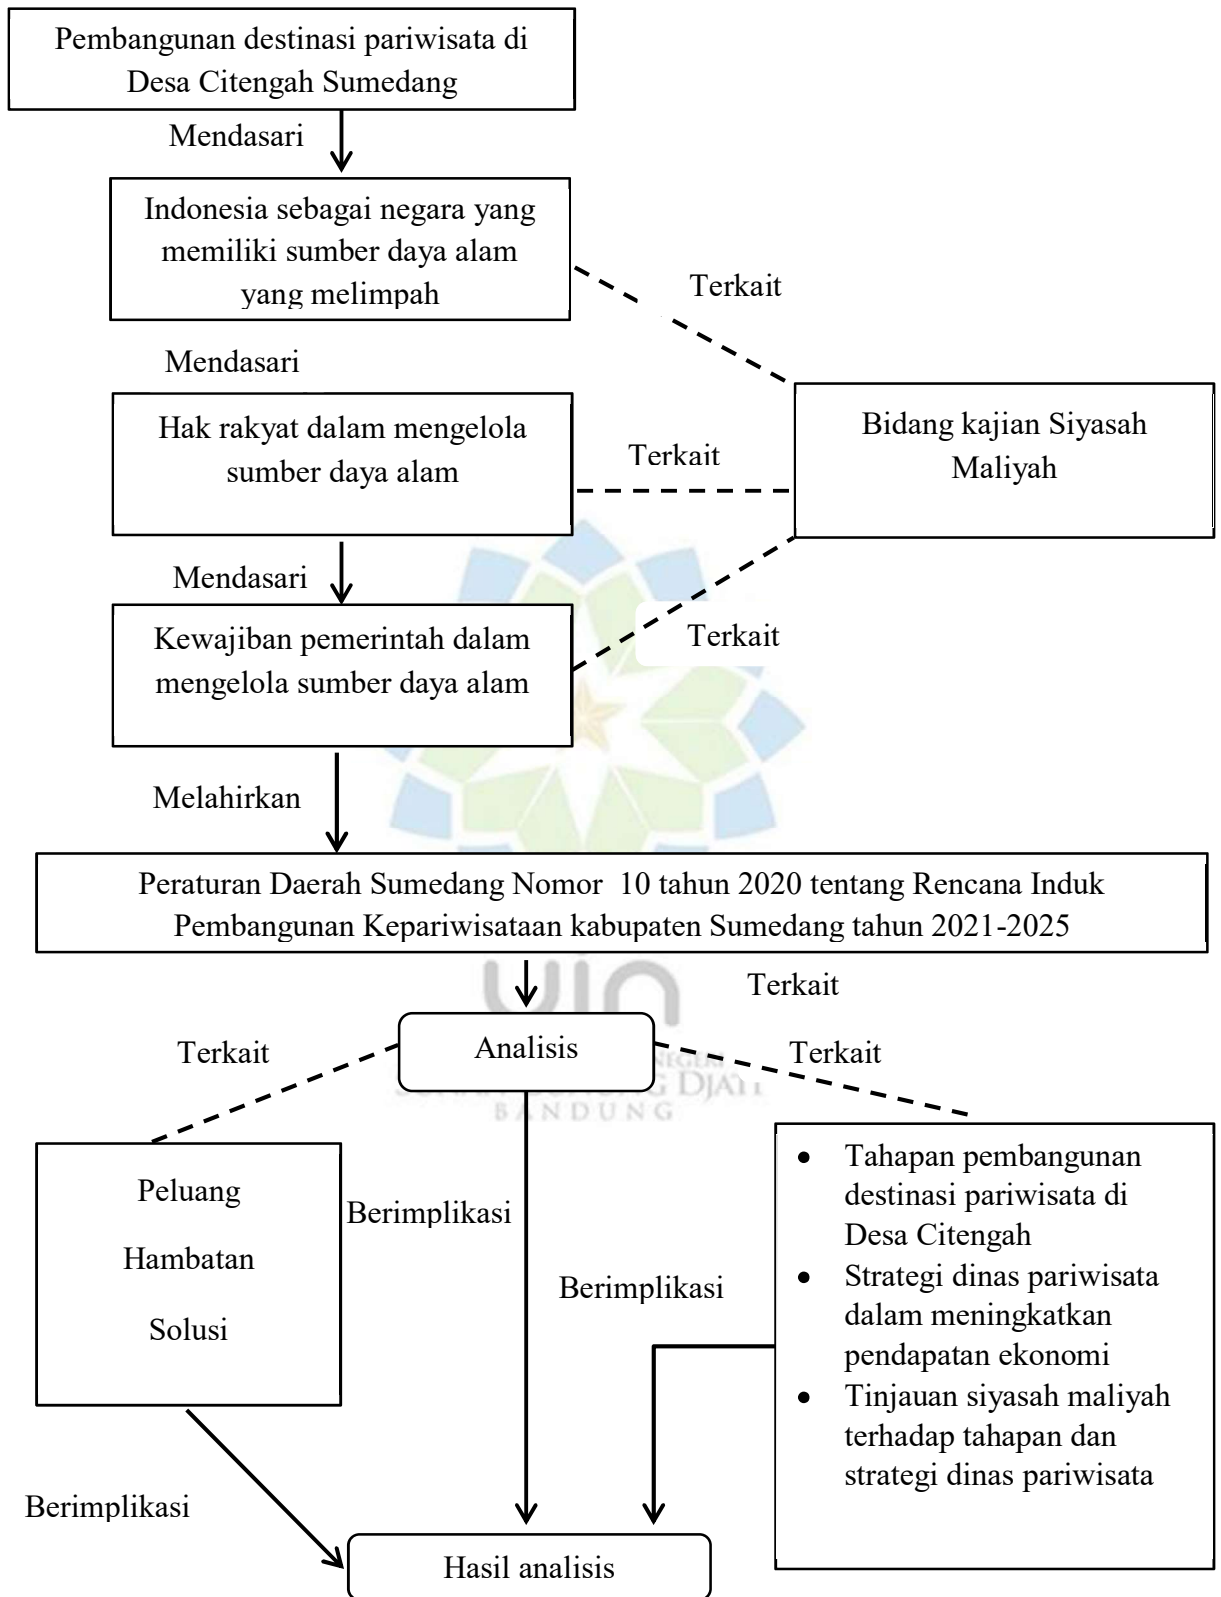 Pembangunan destinasi pariwisata di
Desa Citengah Sumedang
Mendasari
Indonesia sebagai negara yang
memiliki sumber daya alam
yang melimpah
Terkait
Mendasari
Hak rakyat dalam mengelola
sumber daya alam
Terkait
Bidang kajian Siyasah
Maliyah
Mendasari
Kewajiban pemerintah dalam
mengelola sumber daya alam
Terkait
Melahirkan
Peraturan Daerah Sumedang Nomor  10 tahun 2020 tentang Rencana Induk
Pembangunan Kepariwisataan kabupaten Sumedang tahun 2021-2025
uin
Terkait
Terkait
Analisis
Terkait
NEGERI
DJATI
BANDUNG
Peluang
Hambatan
Solusi
Berimplikasi
Berimplikasi
• Tahapan pembangunan
destinasi pariwisata di
Desa Citengah
• Strategi dinas pariwisata
dalam meningkatkan
pendapatan ekonomi
• Tinjauan siyasah maliyah
terhadap tahapan dan
strategi dinas pariwisata
Berimplikasi
Hasil analisis